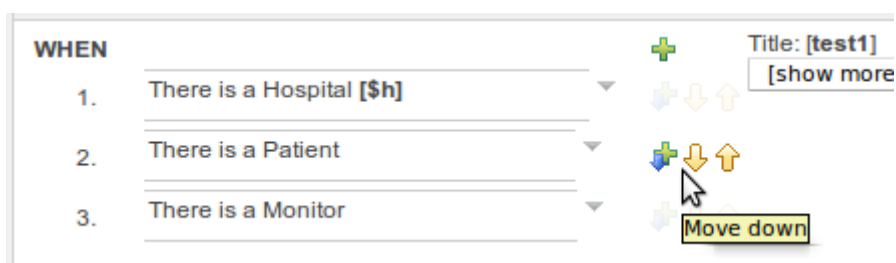 WHEN
Title: [test1]
[show more
1. There is a Hospital [$h]
2. There is a Patient
3. There is a Monitor
Move down